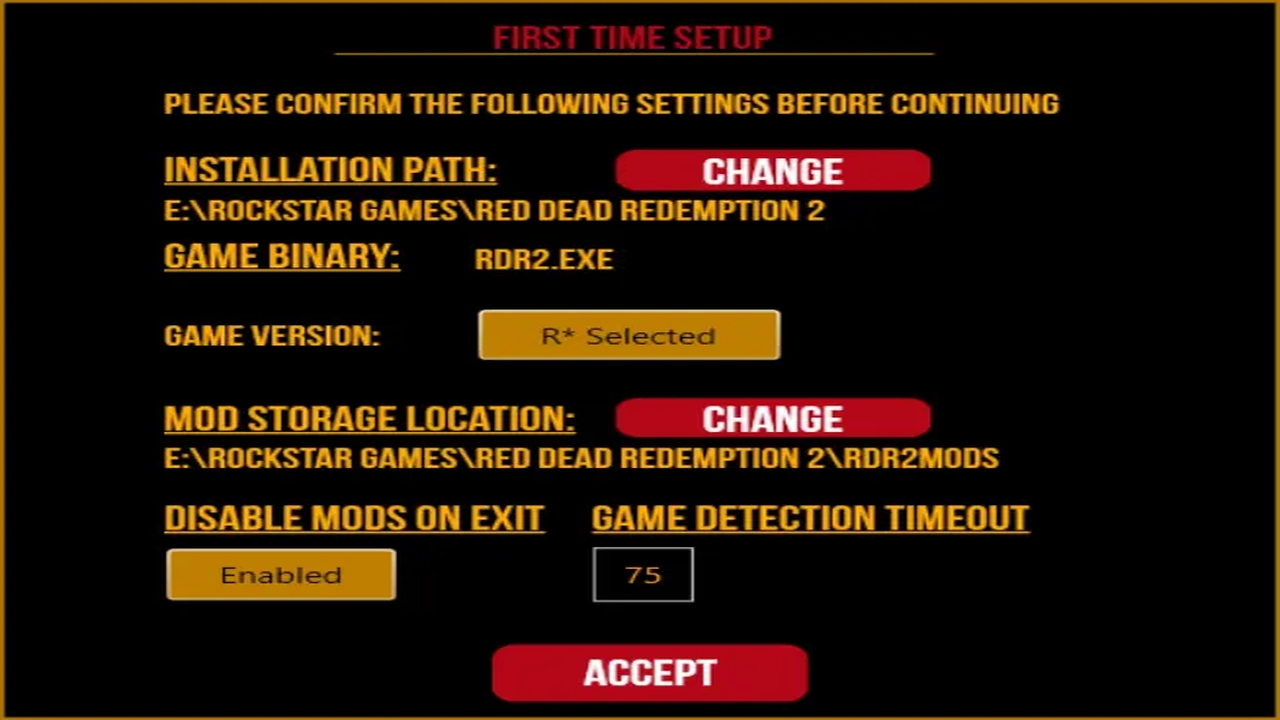 FIRST TIME SETUP
PLEASE CONFIRM THE FOLLOWING SETTINGS BEFORE CONTINUING
INSTALLATION PATH: CHANGE
E:\ROCKSTAR GAMES\RED DEAD REDEMPTION 2
GAME BINARY: RDR2.EXE
GAME VERSION: R* Selected
MOD STORAGE LOCATION: CHANGE
E:\ROCKSTAR GAMES\RED DEAD REDEMPTION 2\RDR2MODS
DISABLE MODS ON EXIT GAME DETECTION TIMEOUT
Enabled 75
ACCEPT